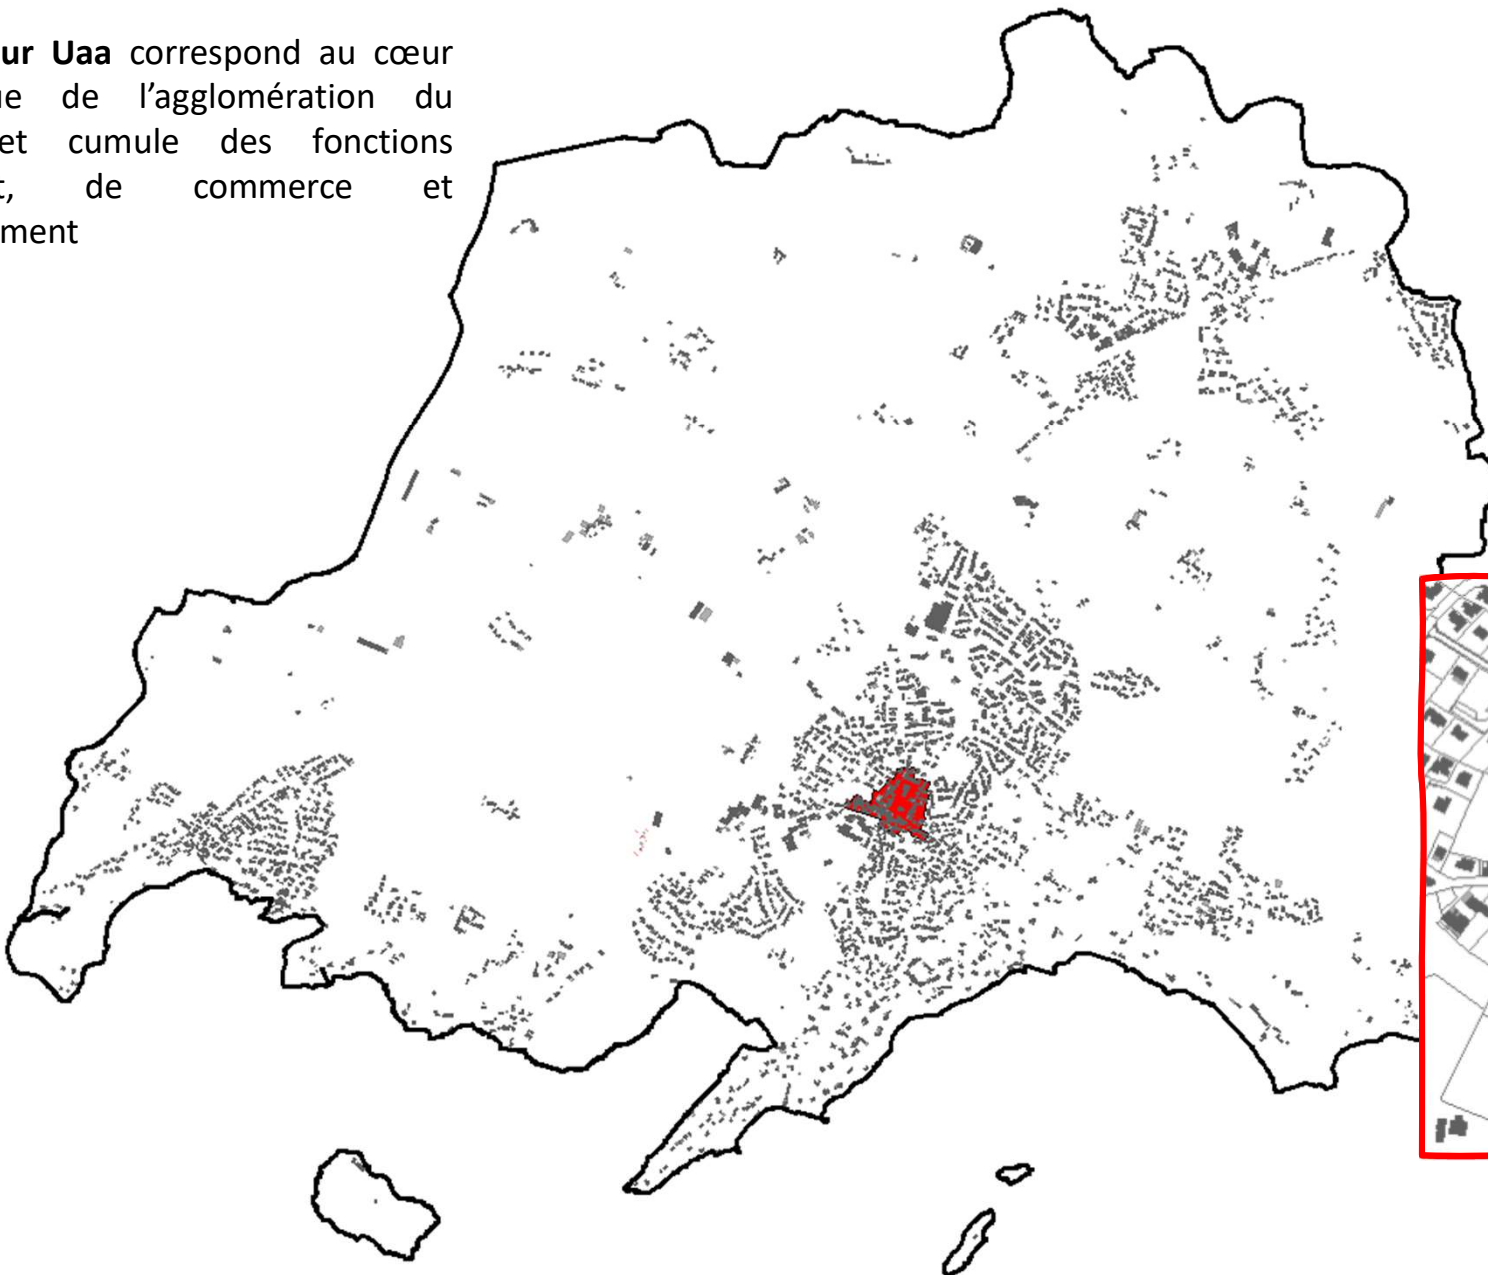 ur Uaa correspond au cœur
ue de l’agglomération du
et cumule des fonctions
t, de commerce et
ment